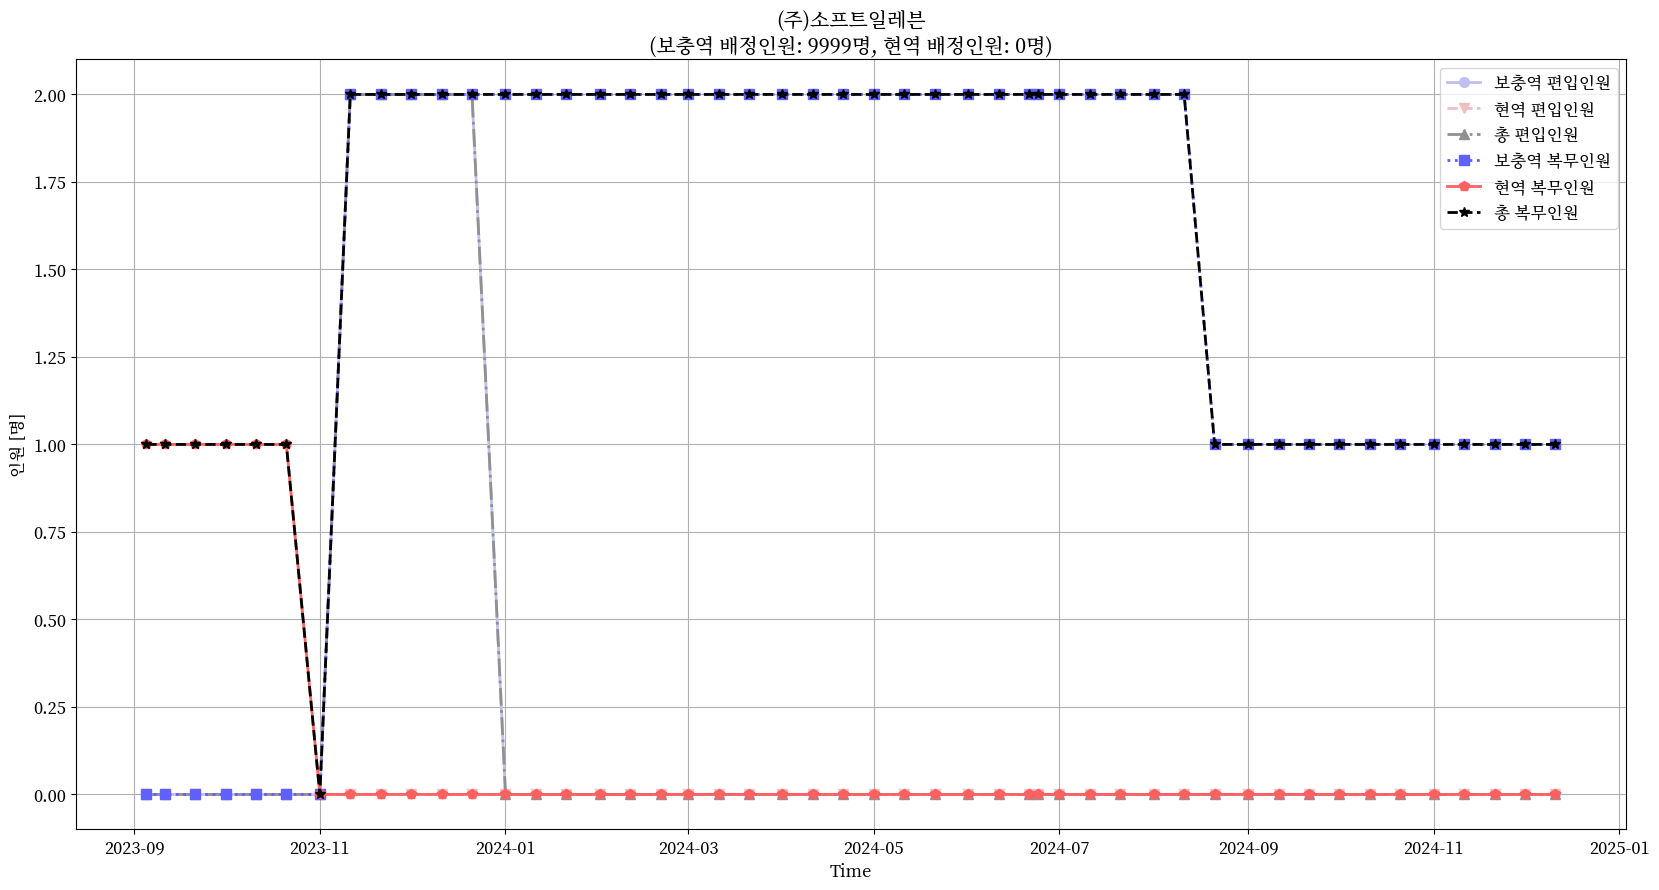 (주)소프트일레븐
(보충역 배정인원: 9999명, 현역 배정인원: 0명)
보충역 편입인원
현역 편입인원
총 편입인원
보충역 복무인원
현역 복무인원
총 복무인원
인원 [명]
2.00
1.75
1.50
1.25
1.00
0.75
0.50
0.25
0.00
2023-09
2023-11
2024-01
2024-03
2024-05
2024-07
2024-09
2024-11
2025-01
Time